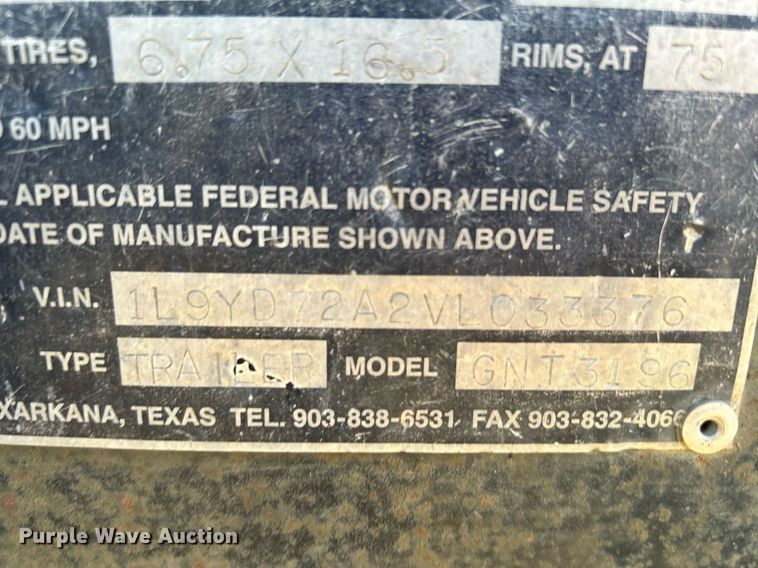 TIRES, 6.75 X 16.5 RIMS, AT 75
60 MPH
APPLICABLE FEDERAL MOTOR VEHICLE SAFETY
DATE OF MANUFACTURE SHOWN ABOVE.
V.I.N. 1L9YD72A2VL033376
TYPE TRAILER MODEL GNT3196
XARKANA, TEXAS TEL. 903-838-6531 FAX 903-832-4066
Purple Wave Auction